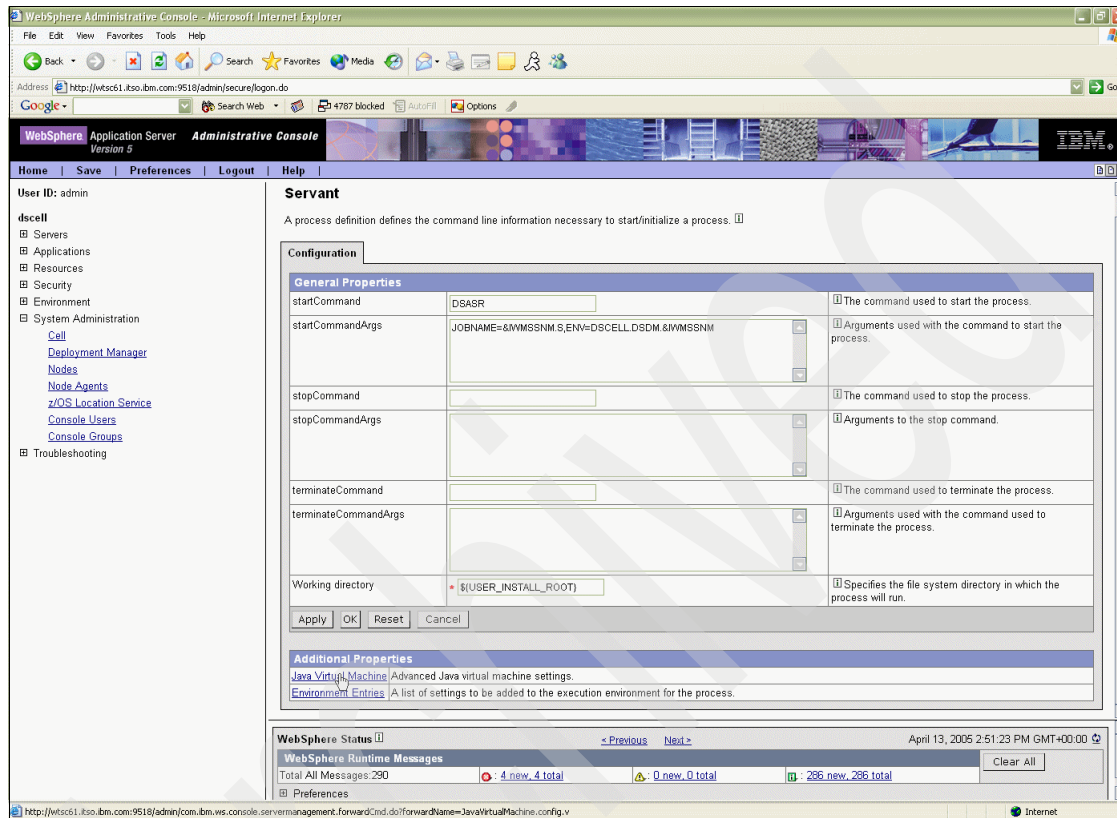 WebSphere Administrative Console - Microsoft Internet Explorer
File Edit View Favorites Tools Help
Back Search Favorites Media
Address http://wtsc61.itso.ibm.com:9518/admin/secure/logon.do Go
Google Search Web 4787 blocked AutoFill Options
WebSphere Application Server Administrative Console
Version 5
IBM
Home | Save | Preferences | Logout | Help |
User ID: admin
dscell
Servers
Applications
Resources
Security
Environment
System Administration
Cell
Deployment Manager
Nodes
Node Agents
z/OS Location Service
Console Users
Console Groups
Troubleshooting
Servant
A process definition defines the command line information necessary to start/initialize a process.
Configuration
General Properties
startCommand DSASR The command used to start the process.
startCommandArgs JOBNAME=&IWMSSNM.S,ENV=DSCELL.DSDM.&IWMSSNM Arguments used with the command to start the
process.
stopCommand The command used to stop the process.
stopCommandArgs Arguments to the stop command.
terminateCommand The command used to terminate the process.
terminateCommandArgs Arguments used with the command used to
terminate the process.
Working directory * ${USER_INSTALL_ROOT} Specifies the file system directory in which the
process will run.
Apply OK Reset Cancel
Additional Properties
Java Virtual Machine Advanced Java virtual machine settings.
Environment Entries A list of settings to be added to the execution environment for the process.
WebSphere Status < Previous Next > April 13, 2005 2:51:23 PM GMT+00:00
WebSphere Runtime Messages Clear All
Total All Messages:290 : 4 new, 4 total : 0 new, 0 total : 286 new, 286 total
Preferences
http://wtsc61.itso.ibm.com:9518/admin/com.ibm.ws.console.servermanagement.forwardCmd.do?forwardName=JavaVirtualMachine.config.v Internet